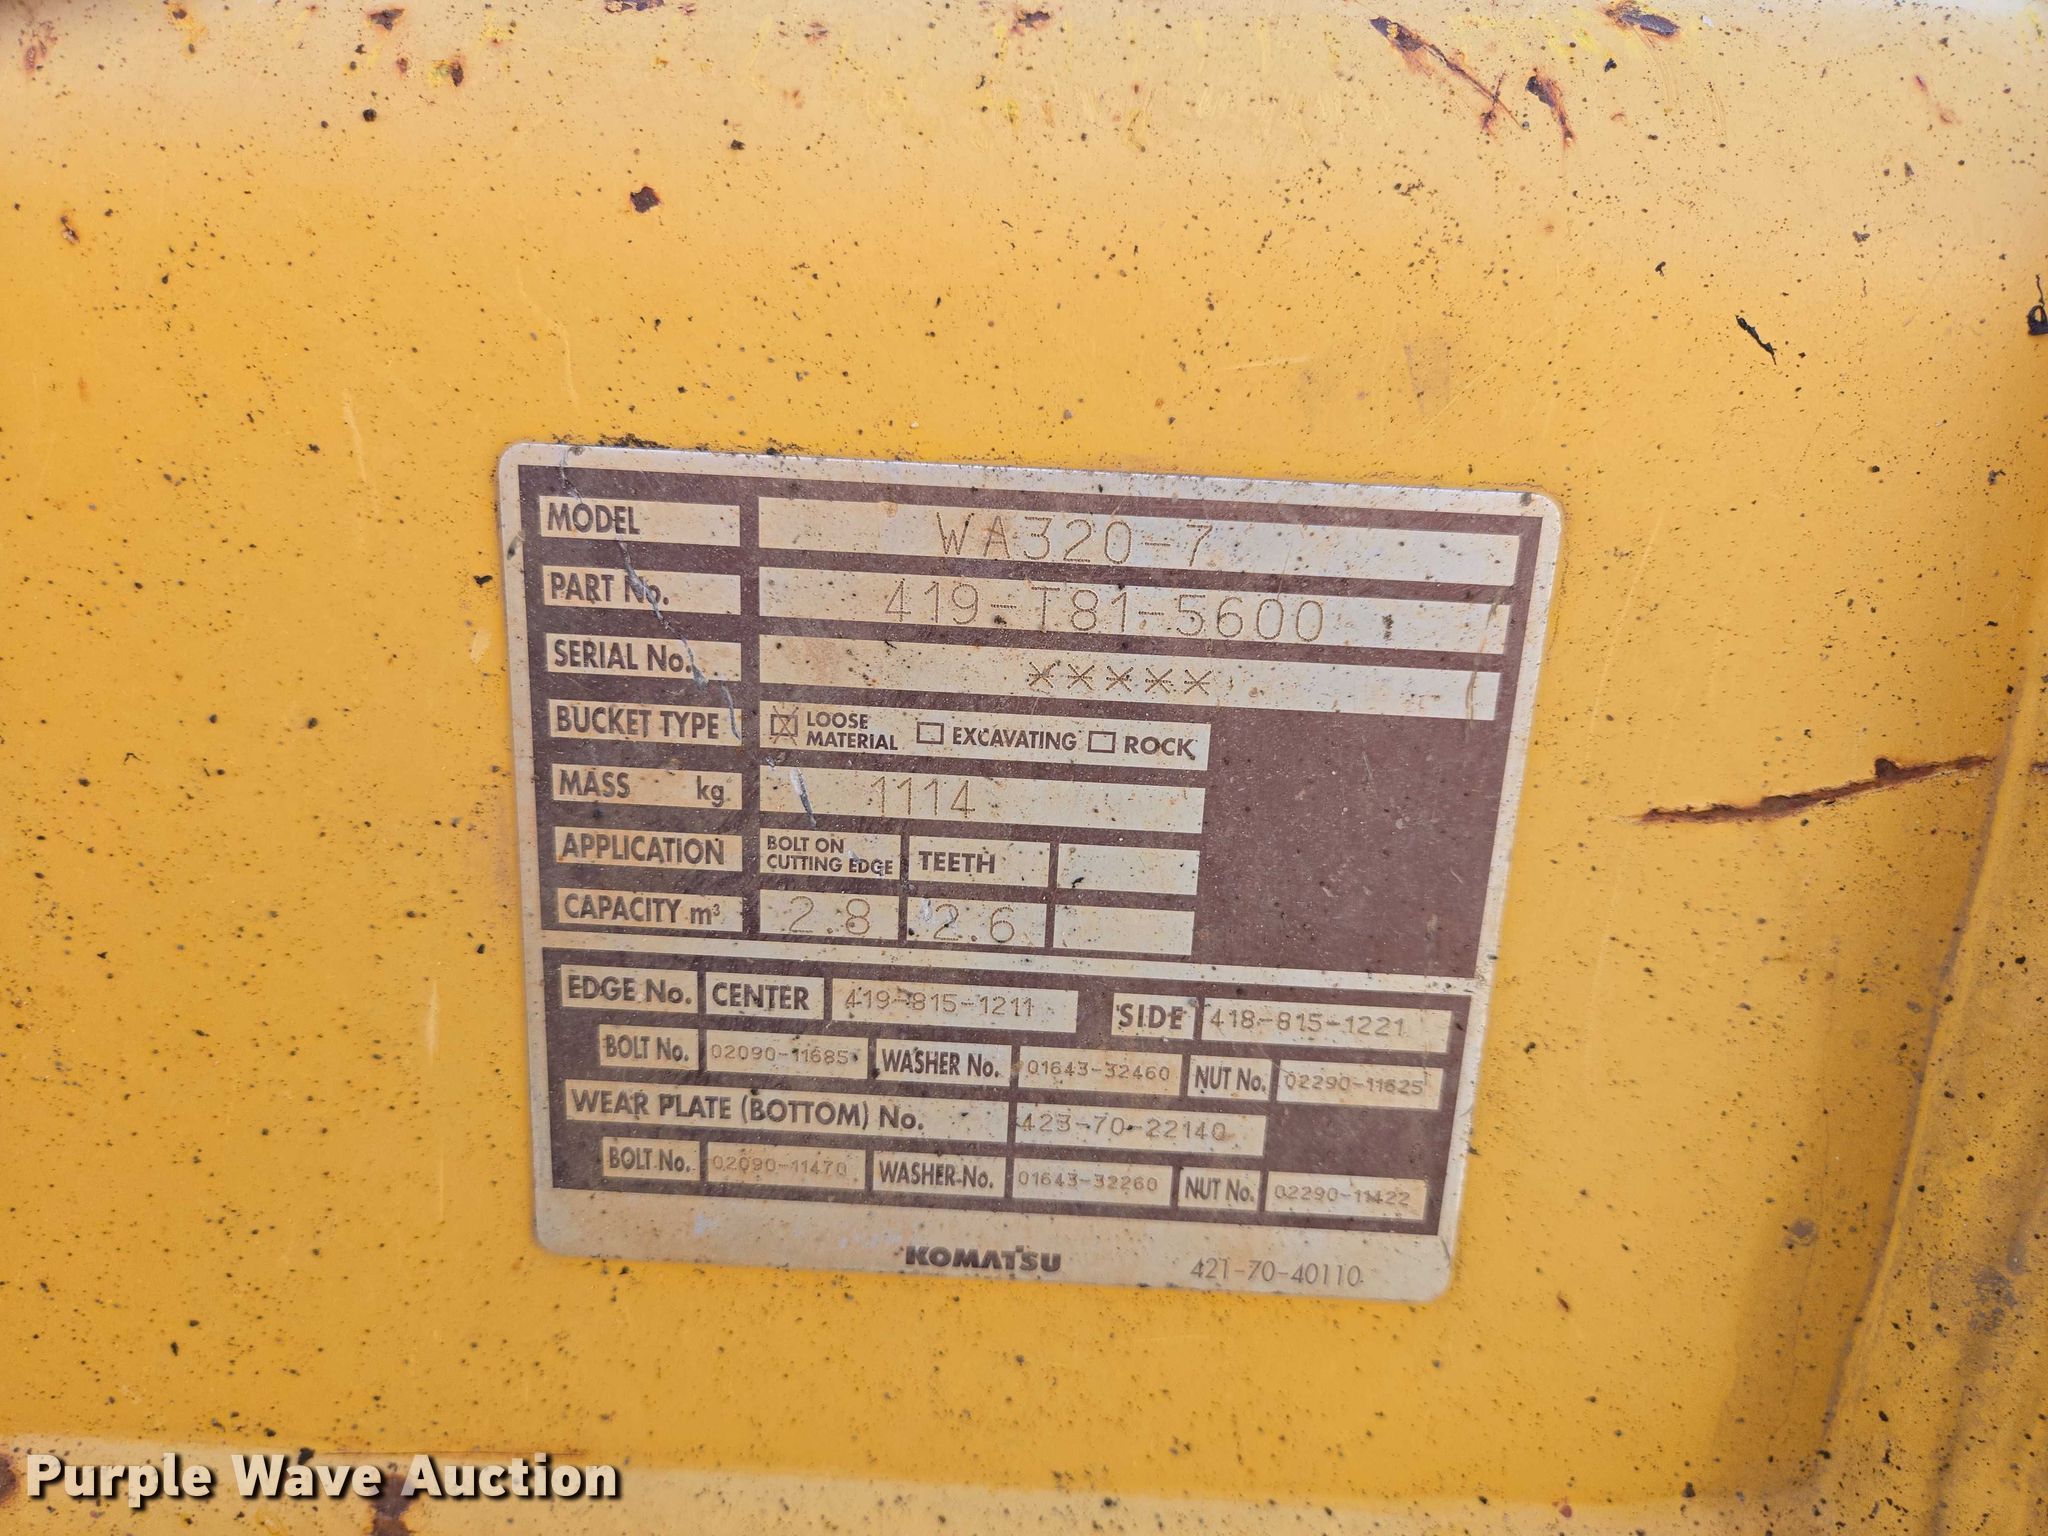 MODEL WA320-7
PART No. 419-T81-5600
SERIAL No. *****
BUCKET TYPE LOOSE MATERIAL EXCAVATING ROCK
MASS kg 1114
APPLICATION BOLT ON CUTTING EDGE TEETH
CAPACITY m³ 2.8 2.6
EDGE No. CENTER 419-815-1211 SIDE 418-815-1221
BOLT No. 02090-11685 WASHER No. 01643-32460 NUT No. 02290-11625
WEAR PLATE (BOTTOM) No. 423-70-22140
BOLT No. 02090-11470 WASHER No. 01643-32260 NUT No. 02290-11422
KOMATSU 421-70-40110
Purple Wave Auction